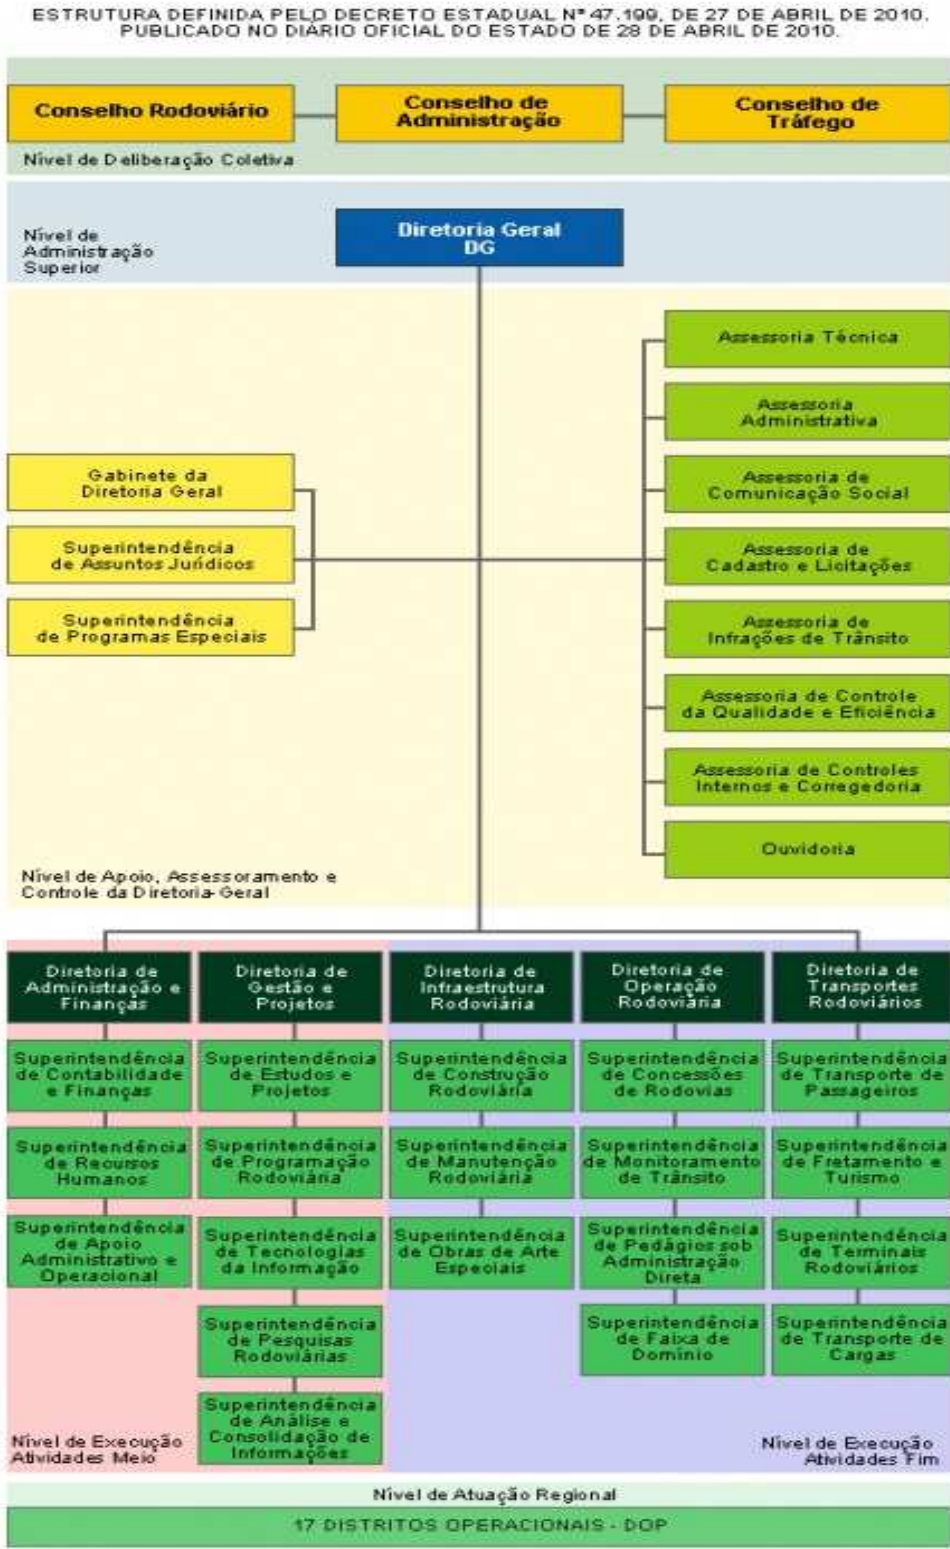 ESTRUTURA DEFINIDA PELO DECRETO ESTADUAL Nº 47.199, DE 27 DE ABRIL DE 2010.
PUBLICADO NO DIÁRIO OFICIAL DO ESTADO DE 28 DE ABRIL DE 2010.
Conselho Rodoviário
Conselho de
Administração
Conselho de
Tráfego
Nível de Deliberação Coletiva
Nível de
Administração
Superior
Diretoria Geral
DG
Assessoria Técnica
Assessoria
Administrativa
Assessoria de
Comunicação Social
Assessoria de
Cadastro e Licitações
Assessoria de
Infrações de Trânsito
Assessoria de Controle
da Qualidade e Eficiência
Assessoria de Controles
Internos e Corregedoria
Ouvidoria
Gabinete da
Diretoria Geral
Superintendência
de Assuntos Jurídicos
Superintendência
de Programas Especiais
Nível de Apoio, Assessoramento e
Controle da Diretoria-Geral
Diretoria de
Administração e
Finanças
Superintendência
de Contabilidade
e Finanças
Superintendência
de Recursos
Humanos
Superintendência
de Apoio
Administrativo e
Operacional
Diretoria de
Gestão e
Projetos
Superintendência
de Estudos e
Projetos
Superintendência
de Programação
Rodoviária
Superintendência
de Tecnologias
da Informação
Superintendência
de Pesquisas
Rodoviárias
Superintendência
de Análise e
Consolidação de
Informações
Diretoria de
Infraestrutura
Rodoviária
Superintendência
de Construção
Rodoviária
Superintendência
de Manutenção
Rodoviária
Superintendência
de Obras de Arte
Especiais
Diretoria de
Operação
Rodoviária
Superintendência
de Concessões
de Rodovias
Superintendência
de Monitoramento
de Trânsito
Superintendência
de Pedágios sob
Administração
Direta
Superintendência
de Faixa de
Domínio
Diretoria de
Transportes
Rodoviários
Superintendência
de Transporte de
Passageiros
Superintendência
de Fretamento e
Turismo
Superintendência
de Terminais
Rodoviários
Superintendência
de Transporte de
Cargas
Nível de Execução
Atividades Meio
Nível de Execução
Atividades Fim
Nível de Atuação Regional
17 DISTRITOS OPERACIONAIS - DOP